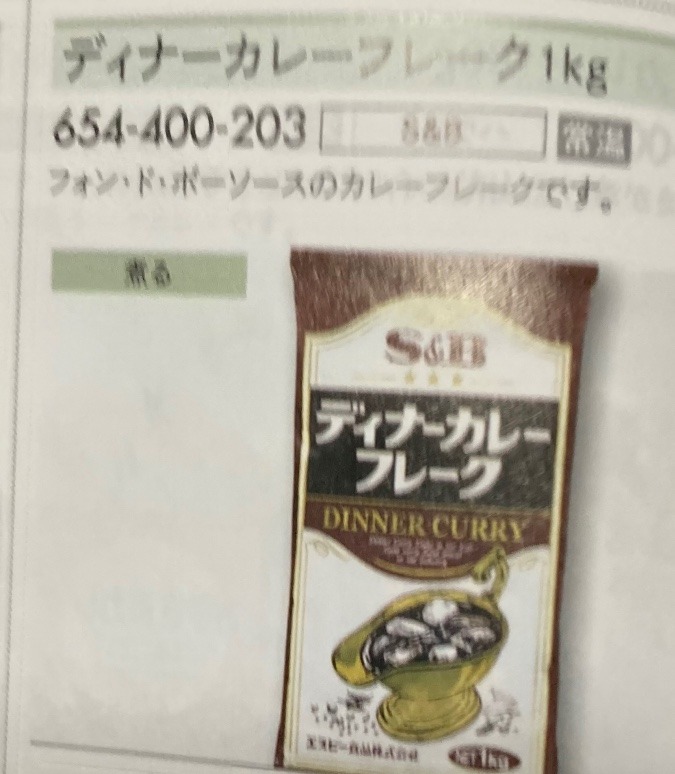 ディナーカレーフレーク1kg
654-400-203 S&B 常温
フォン・ド・ボーソースのカレーフレークです。
煮る
S&B
ディナーカレー
フレーク
DINNER CURRY
エスビー食品株式会社 NET 1kg